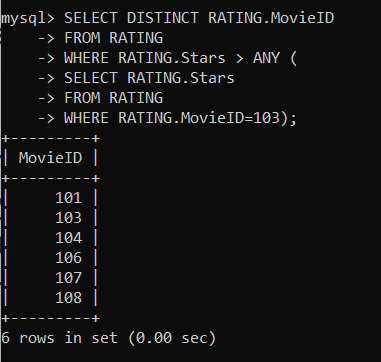 mysql> SELECT DISTINCT RATING.MovieID
-> FROM RATING
-> WHERE RATING.Stars > ANY (
-> SELECT RATING.Stars
-> FROM RATING
-> WHERE RATING.MovieID=103);
+---------+
| MovieID |
+---------+
| 101 |
| 103 |
| 104 |
| 106 |
| 107 |
| 108 |
+---------+
6 rows in set (0.00 sec)